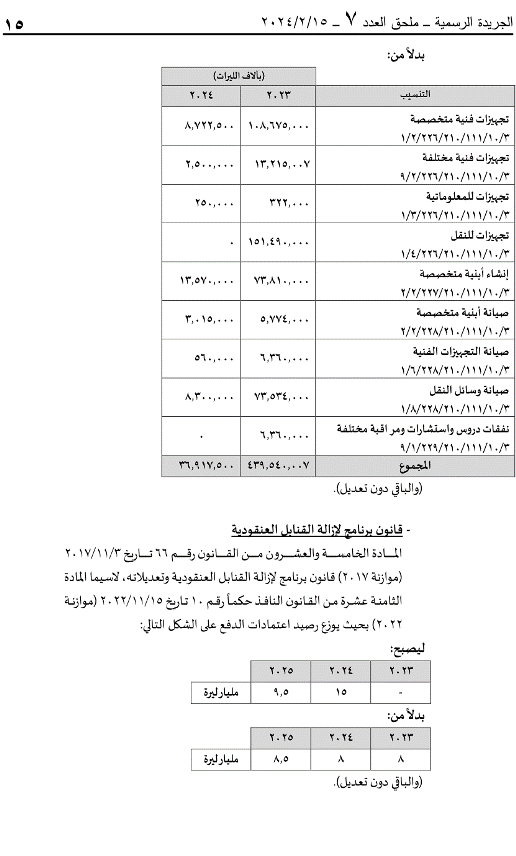 الجريدة الرسمية – ملحق العدد ٧ – ٢٠٢٤/٢/١٥
١٥
بدلاً من:
(بآلاف الليرات)
التنسيب ٢٠٢٣ ٢٠٢٤
تجهيزات فنية متخصصة
١/٢/٢٢٦/٢١٠/١١١/١٠/٣ ١٠٨,٦٧٥,٠٠٠ ٨,٧٢٢,٥٠٠
تجهيزات فنية مختلفة
٩/٢/٢٢٦/٢١٠/١١١/١٠/٣ ١٣,٢١٥,٠٠٧ ٢,٥٠٠,٠٠٠
تجهيزات للمعلوماتية
١/٣/٢٢٦/٢١٠/١١١/١٠/٣ ٣٢٢,٠٠٠ ٢٥٠,٠٠٠
تجهيزات للنقل
١/٤/٢٢٦/٢١٠/١١١/١٠/٣ ١٥١,٤٩٠,٠٠٠ ٠
إنشاء أبنية متخصصة
٢/٢/٢٢٧/٢١٠/١١١/١٠/٣ ٧٣,٨١٠,٠٠٠ ١٣,٥٧٠,٠٠٠
صيانة أبنية متخصصة
٢/٢/٢٢٨/٢١٠/١١١/١٠/٣ ٥,٧٧٤,٠٠٠ ٣,٠١٥,٠٠٠
صيانة التجهيزات الفنية
١/٦/٢٢٨/٢١٠/١١١/١٠/٣ ٦,٣٦٠,٠٠٠ ٥٦٠,٠٠٠
صيانة وسائل النقل
١/٨/٢٢٨/٢١٠/١١١/١٠/٣ ٧٣,٥٣٤,٠٠٠ ٨,٣٠٠,٠٠٠
نفقات دروس واستشارات ومراقبة مختلفة
٩/١/٢٢٩/٢١٠/١١١/١٠/٣ ٦,٣٦٠,٠٠٠ ٠
المجموع ٤٣٩,٥٤٠,٠٠٧ ٣٦,٩١٧,٥٠٠
(والباقي دون تعديل).
- قانون برنامج لإزالة القنابل العنقودية
المادة الخامسة والعشرون من القانون رقم ٦٦ تاريخ ٢٠١٧/١١/٣
(موازنة ٢٠١٧) قانون برنامج لإزالة القنابل العنقودية وتعديلاته، لاسيما المادة
الثامنة عشرة من القانون النافذ حكماً رقم ١٠ تاريخ ٢٠٢٢/١١/١٥ (موازنة
٢٠٢٢) بحيث يوزع رصيد اعتمادات الدفع على الشكل التالي:
ليصبح:
٢٠٢٣ ٢٠٢٤ ٢٠٢٥
- ١٥ ٩,٥ مليار ليرة
بدلاً من:
٢٠٢٣ ٢٠٢٤ ٢٠٢٥
٨ ٨ ٨,٥ مليار ليرة
(والباقي دون تعديل).